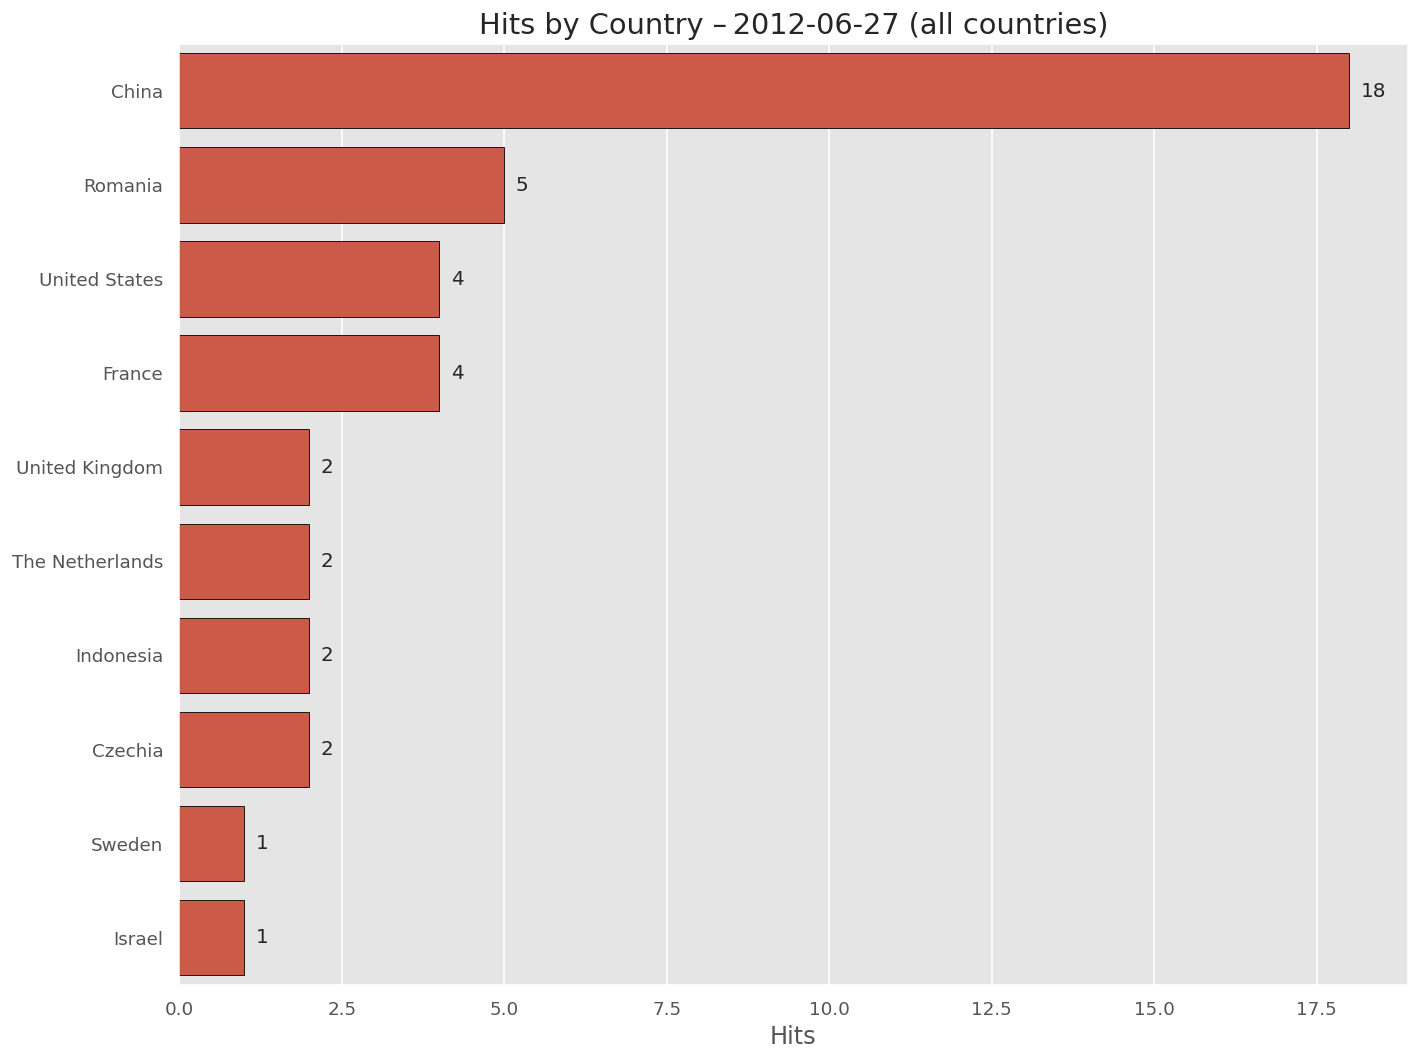 Hits by Country – 2012-06-27 (all countries)
China 18
Romania 5
United States 4
France 4
United Kingdom 2
The Netherlands 2
Indonesia 2
Czechia 2
Sweden 1
Israel 1
0.0 2.5 5.0 7.5 10.0 12.5 15.0 17.5
Hits